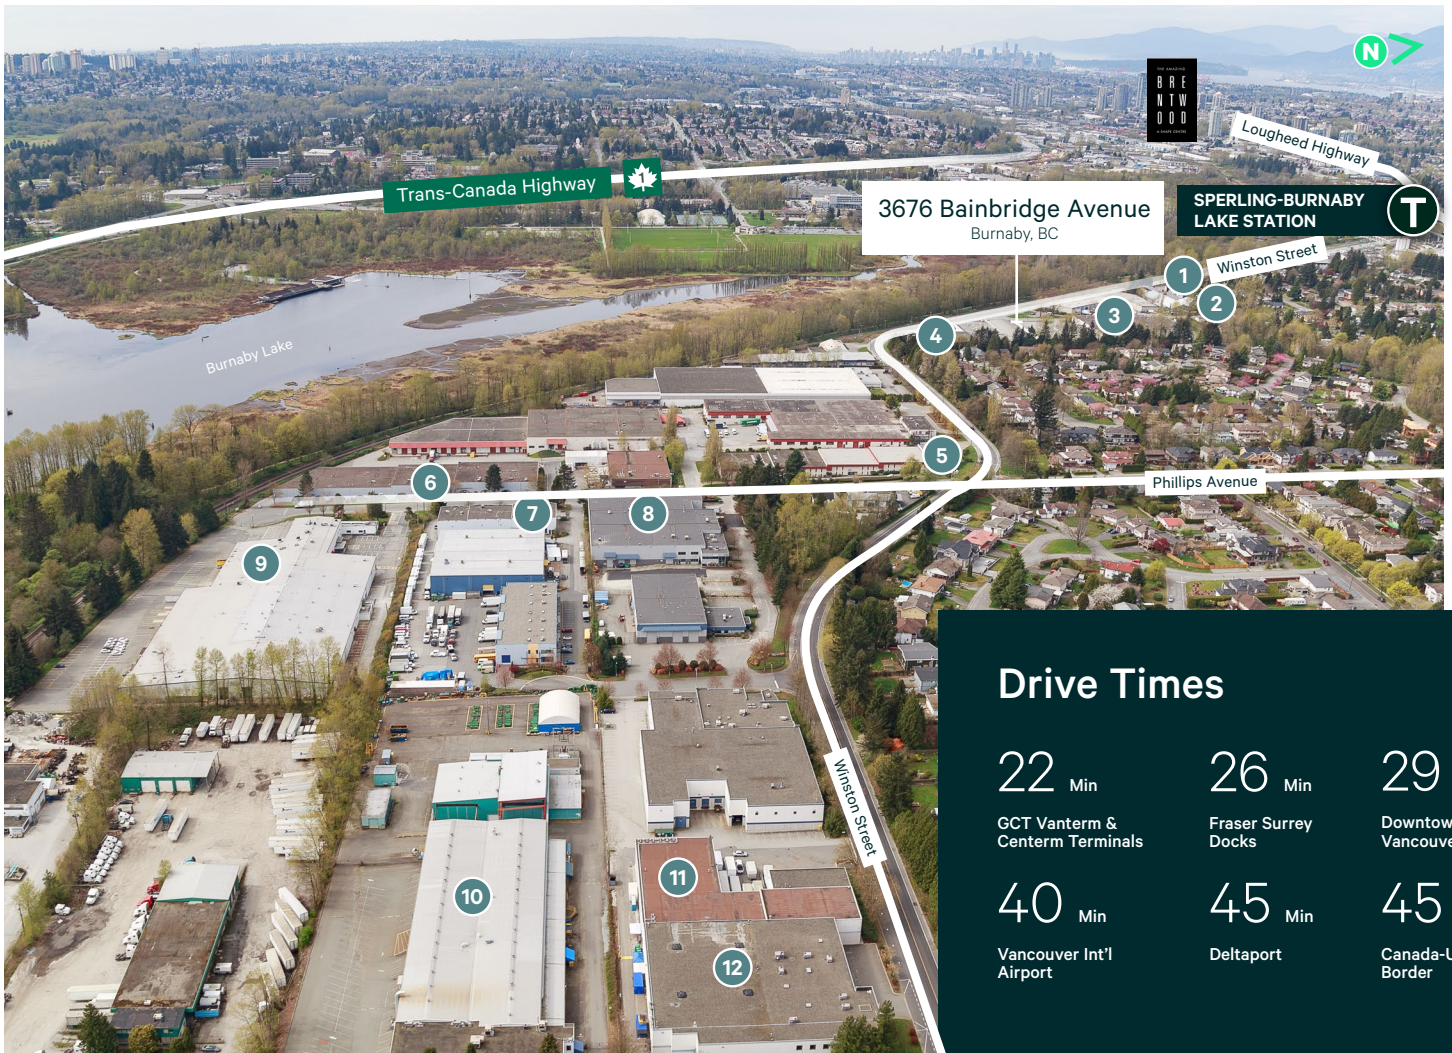 N
THE AMAZING
BRE
NTW
OOD
Lougheed Highway
Trans-Canada Highway
1
3676 Bainbridge Avenue
Burnaby, BC
SPERLING-BURNABY
LAKE STATION
T
Winston Street
1
2
3
4
Burnaby Lake
5
Phillips Avenue
6
7
8
9
Winston Street
10
11
12
Drive Times
22 Min
GCT Vanterm &
Centerm Terminals
26 Min
Fraser Surrey
Docks
29
40 Min
Vancouver Int'l
Airport
45 Min
Deltaport
45
Border